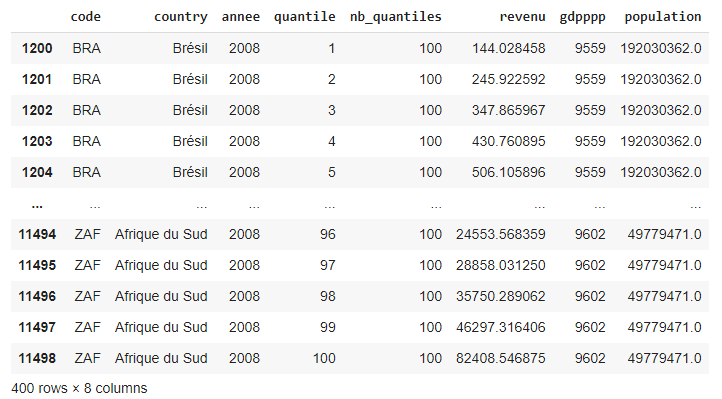 code country annee quantile nb_quantiles revenu gdpppp population
1200 BRA Brésil 2008 1 100 144.028458 9559 192030362.0
1201 BRA Brésil 2008 2 100 245.922592 9559 192030362.0
1202 BRA Brésil 2008 3 100 347.865967 9559 192030362.0
1203 BRA Brésil 2008 4 100 430.760895 9559 192030362.0
1204 BRA Brésil 2008 5 100 506.105896 9559 192030362.0
... ... ... ... ... ... ... ... ...
11494 ZAF Afrique du Sud 2008 96 100 24553.568359 9602 49779471.0
11495 ZAF Afrique du Sud 2008 97 100 28858.031250 9602 49779471.0
11496 ZAF Afrique du Sud 2008 98 100 35750.289062 9602 49779471.0
11497 ZAF Afrique du Sud 2008 99 100 46297.316406 9602 49779471.0
11498 ZAF Afrique du Sud 2008 100 100 82408.546875 9602 49779471.0
400 rows × 8 columns